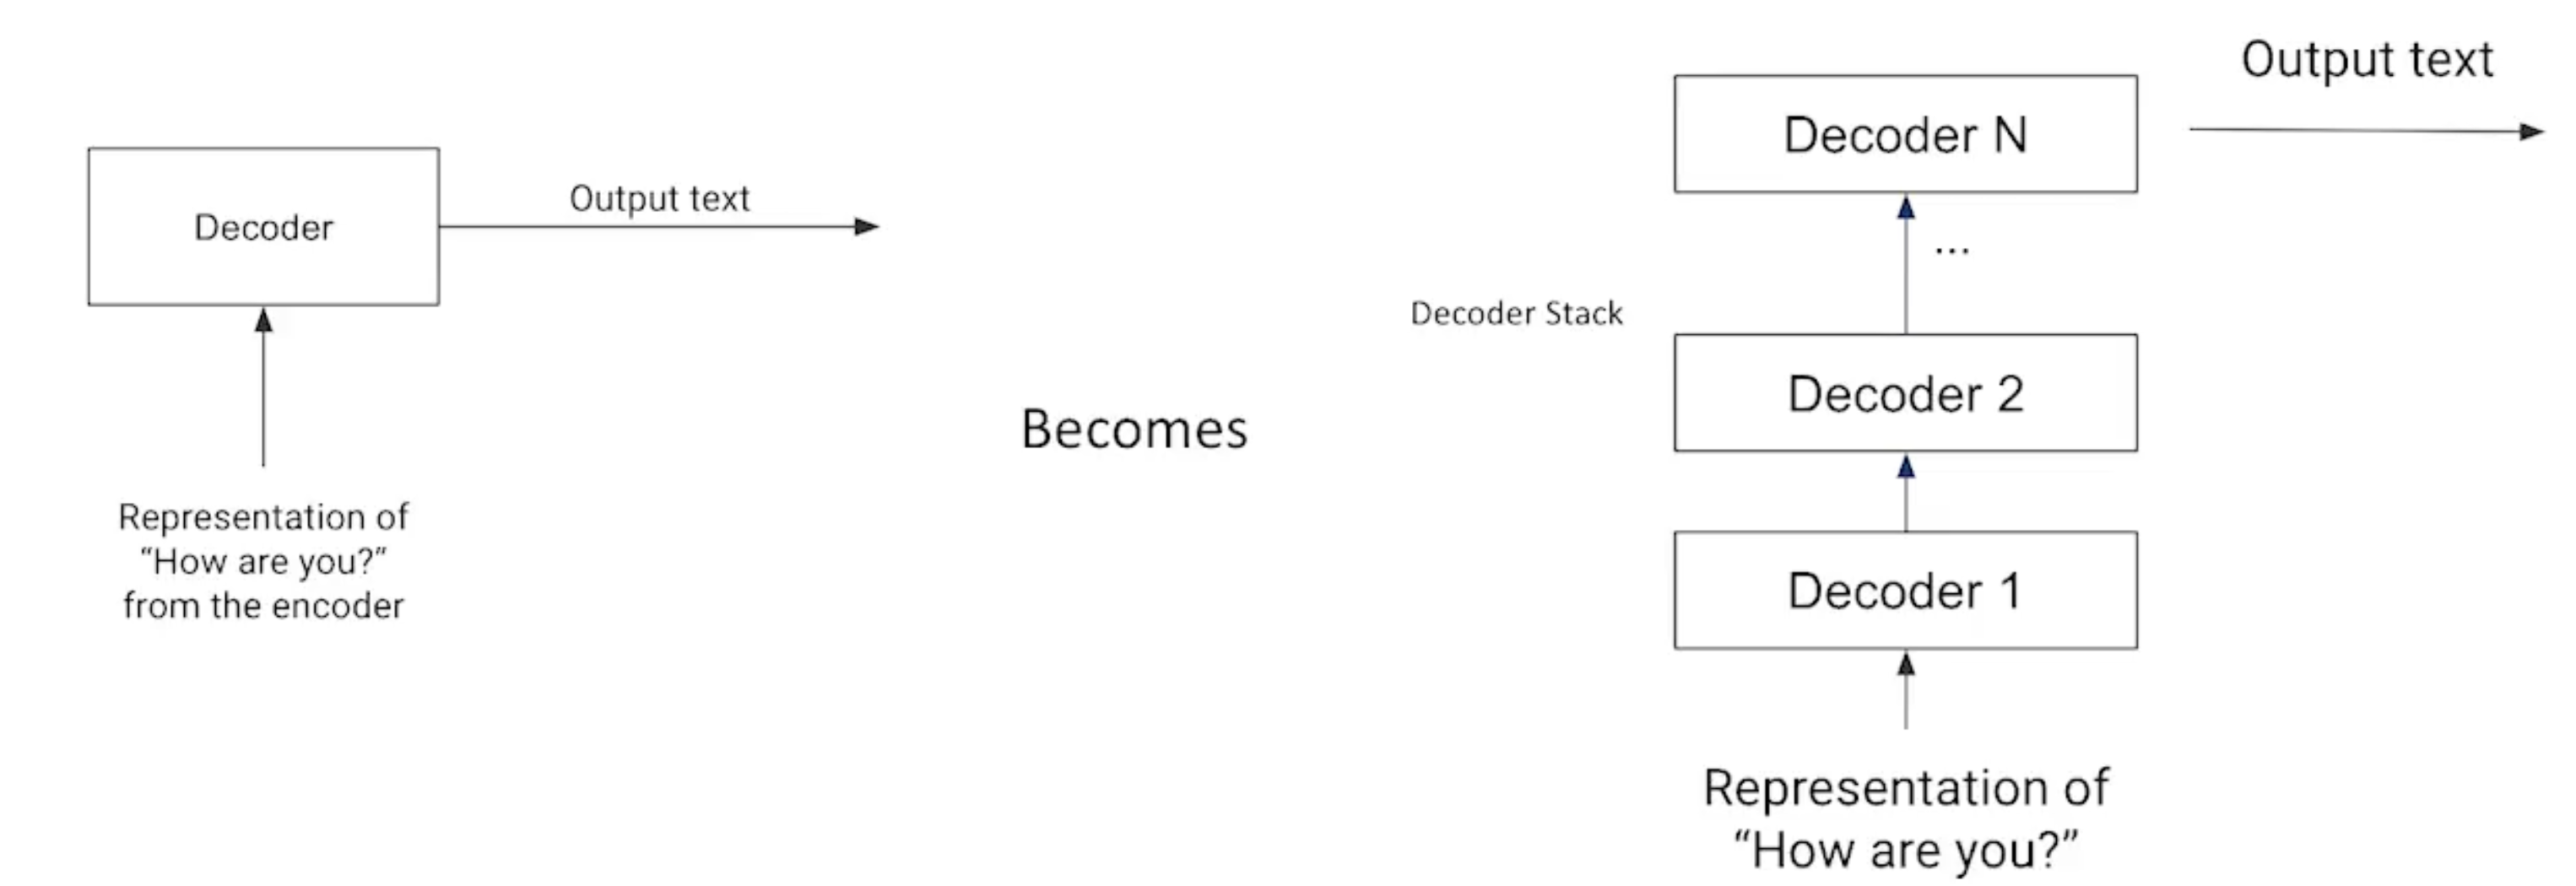 Decoder
Output text
Representation of
“How are you?”
from the encoder
Becomes
Output text
Decoder N
...
Decoder Stack
Decoder 2
Decoder 1
Representation of
“How are you?”